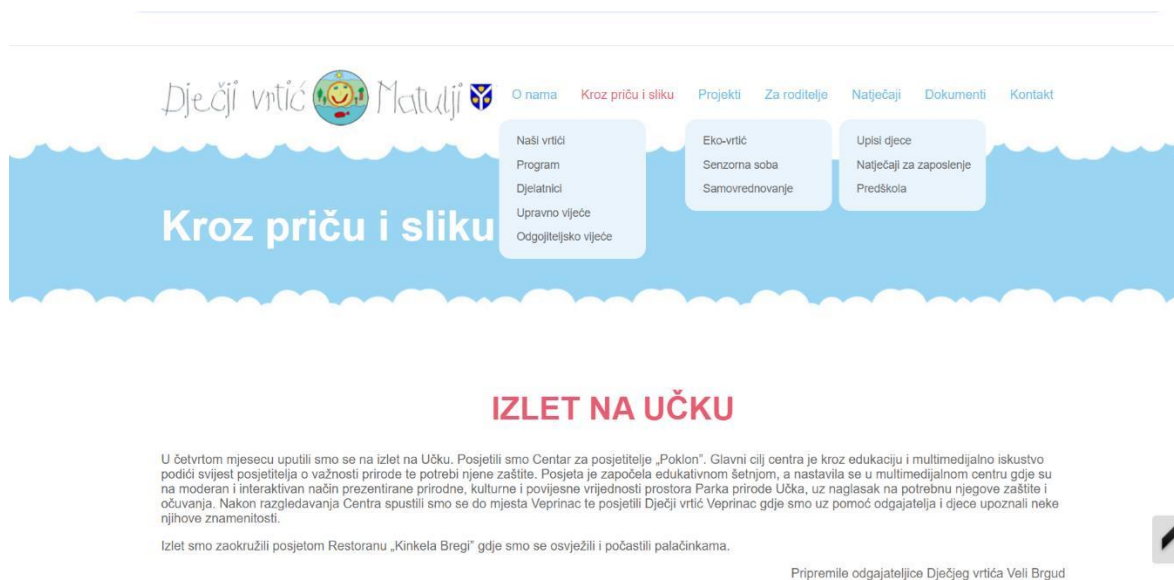 Dječji vrtić Matulji
O nama Kroz priču i sliku Projekti Za roditelje Natječaji Dokumenti Kontakt
Naši vrtići
Program
Djelatnici
Upravno vijeće
Odgojiteljsko vijeće
Eko-vrtić
Senzorna soba
Samovrednovanje
Upisi djece
Natječaji za zaposlenje
Predškola
Kroz priču i sliku
IZLET NA UČKU
U četvrtom mjesecu uputili smo se na izlet na Učku. Posjetili smo Centar za posjetitelje „Poklon”. Glavni cilj centra je kroz edukaciju i multimedijalno iskustvo
podići svijest posjetitelja o važnosti prirode te potrebi njene zaštite. Posjeta je započela edukativnom šetnjom, a nastavila se u multimedijalnom centru gdje su
na moderan i interaktivan način prezentirane prirodne, kulturne i povijesne vrijednosti prostora Parka prirode Učka, uz naglasak na potrebnu njegove zaštite i
očuvanja. Nakon razgledavanja Centra spustili smo se do mjesta Veprinac te posjetili Dječji vrtić Veprinac gdje smo uz pomoć odgajatelja i djece upoznali neke
njihove znamenitosti.
Izlet smo zaokružili posjetom Restoranu „Kinkela Bregi” gdje smo se osvježili i počastili palačinkama.
Pripremile odgajateljice Dječjeg vrtića Veli Brgud